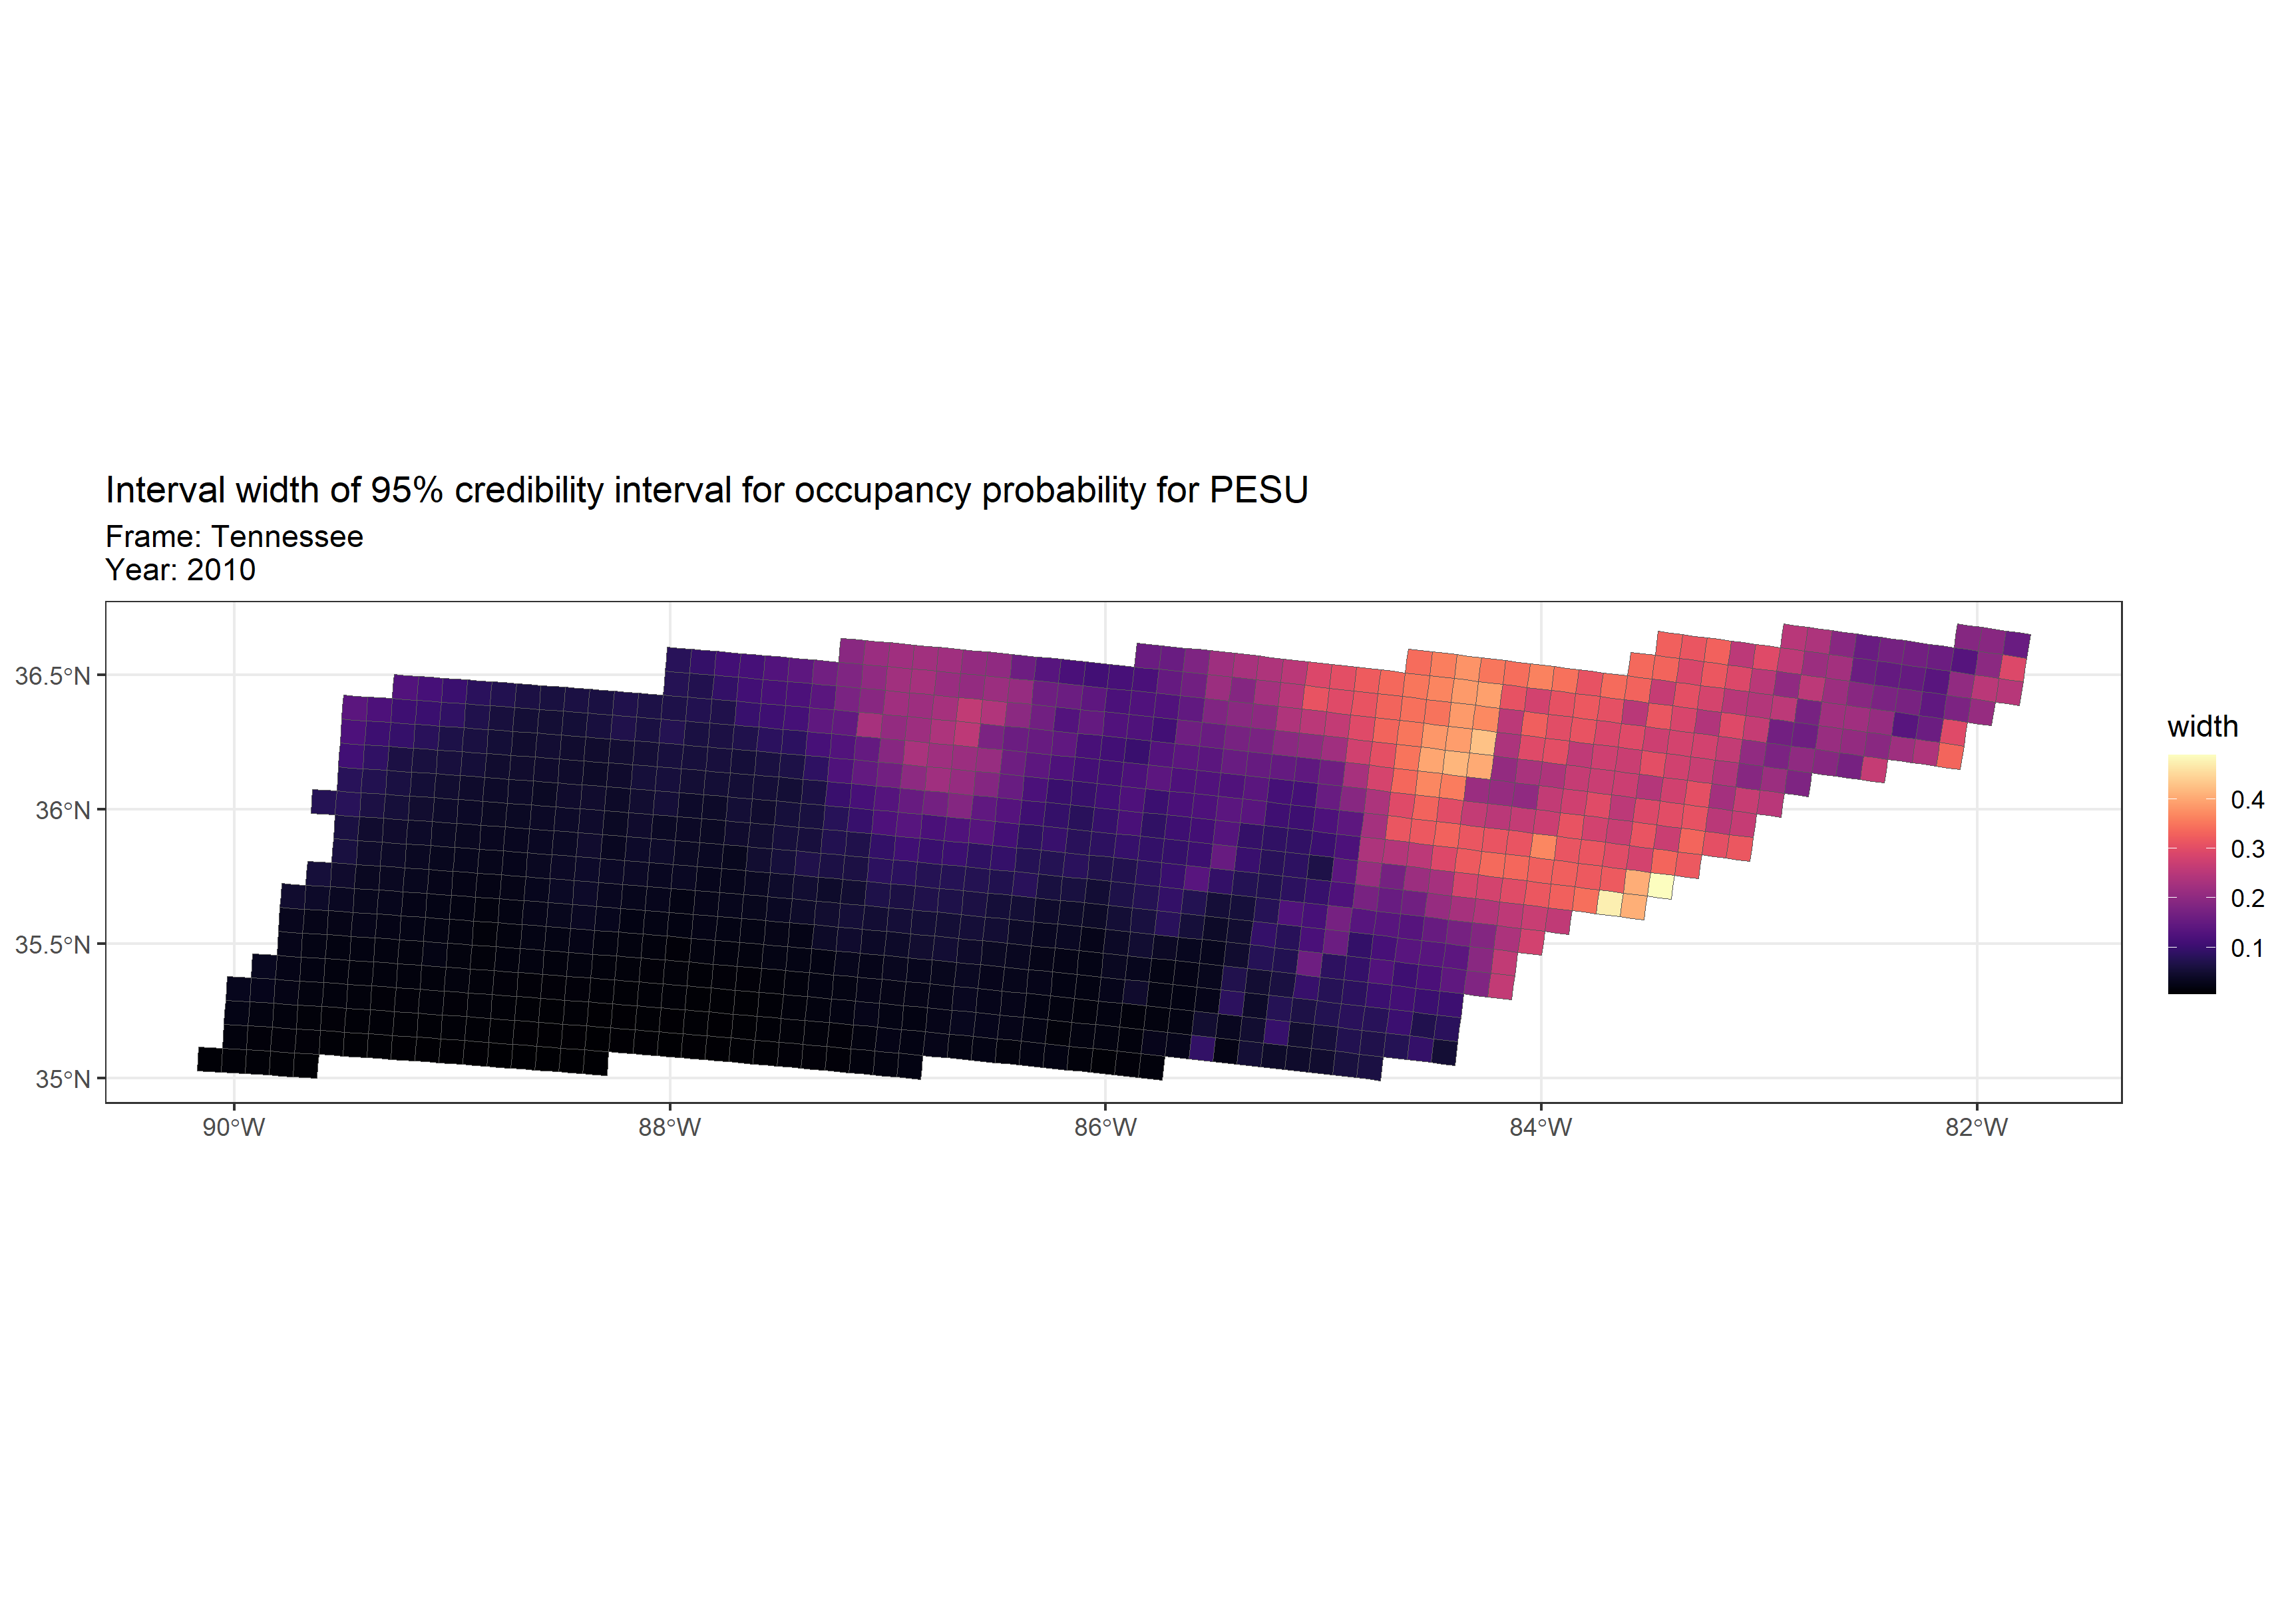 Interval width of 95% credibility interval for occupancy probability for PESU
Frame: Tennessee
Year: 2010
width
0.4
0.3
0.2
0.1
36.5°N
36°N
35.5°N
35°N
90°W
88°W
86°W
84°W
82°W